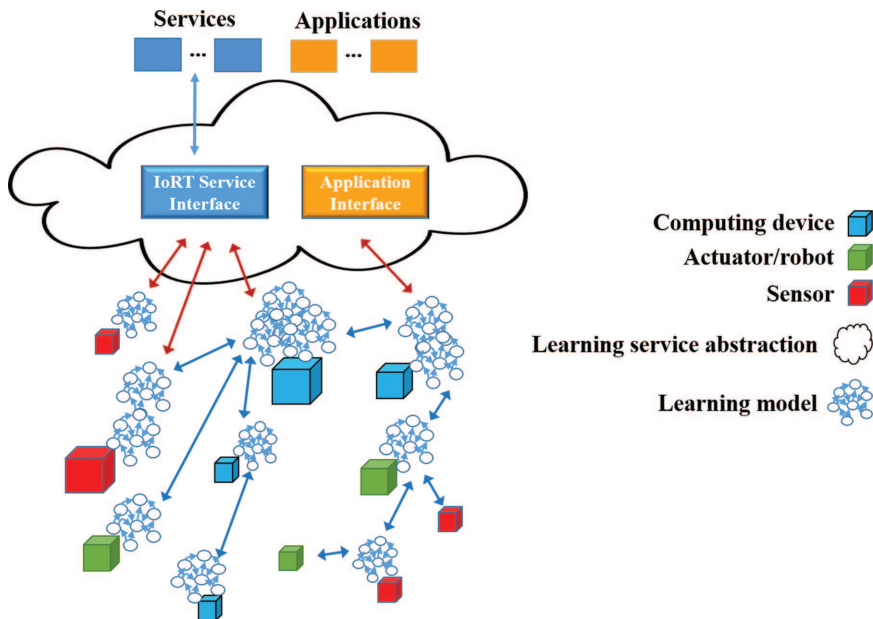 Services
Applications
...
...
IoRT Service
Interface
Application
Interface
Computing device
Actuator/robot
Sensor
Learning service abstraction
Learning model